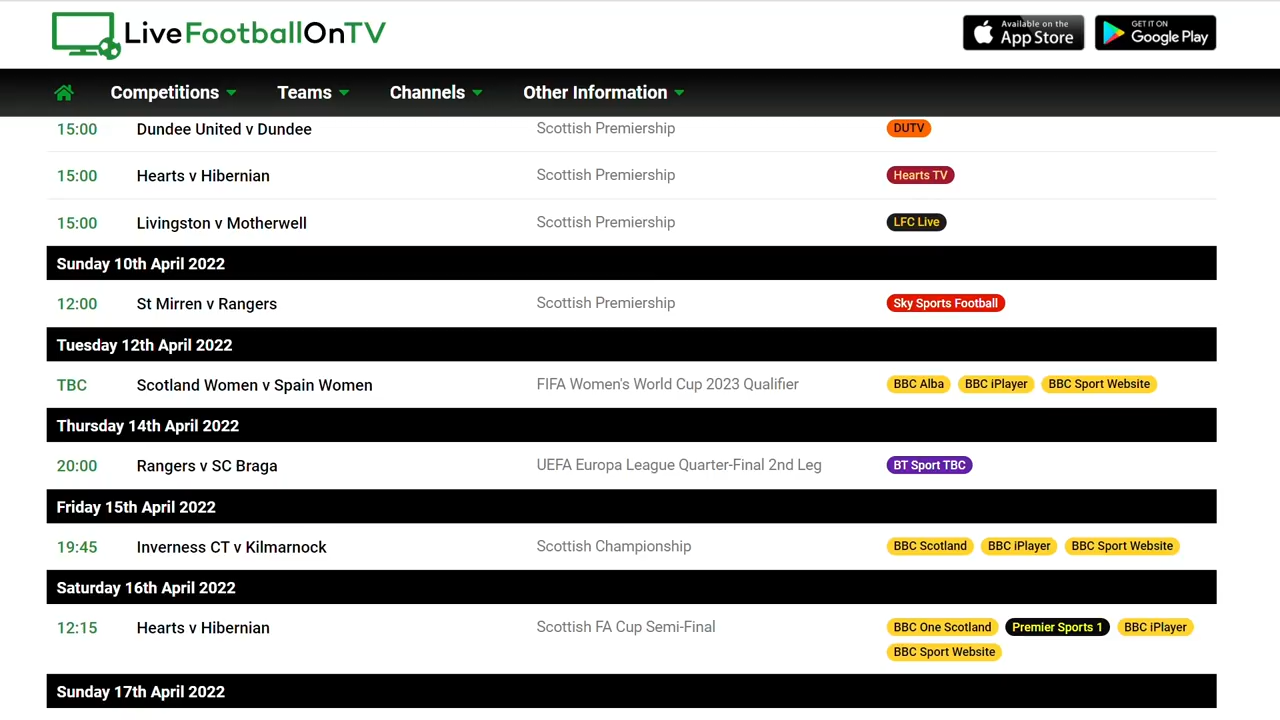 LiveFootballOnTV
Available on the
App Store
GET IT ON
Google Play
Competitions Teams Channels Other Information
15:00 Dundee United v Dundee Scottish Premiership DUTV
15:00 Hearts v Hibernian Scottish Premiership Hearts TV
15:00 Livingston v Motherwell Scottish Premiership LFC Live
Sunday 10th April 2022
12:00 St Mirren v Rangers Scottish Premiership Sky Sports Football
Tuesday 12th April 2022
TBC Scotland Women v Spain Women FIFA Women's World Cup 2023 Qualifier BBC Alba BBC iPlayer BBC Sport Website
Thursday 14th April 2022
20:00 Rangers v SC Braga UEFA Europa League Quarter-Final 2nd Leg BT Sport TBC
Friday 15th April 2022
19:45 Inverness CT v Kilmarnock Scottish Championship BBC Scotland BBC iPlayer BBC Sport Website
Saturday 16th April 2022
12:15 Hearts v Hibernian Scottish FA Cup Semi-Final BBC One Scotland Premier Sports 1 BBC iPlayer
BBC Sport Website
Sunday 17th April 2022